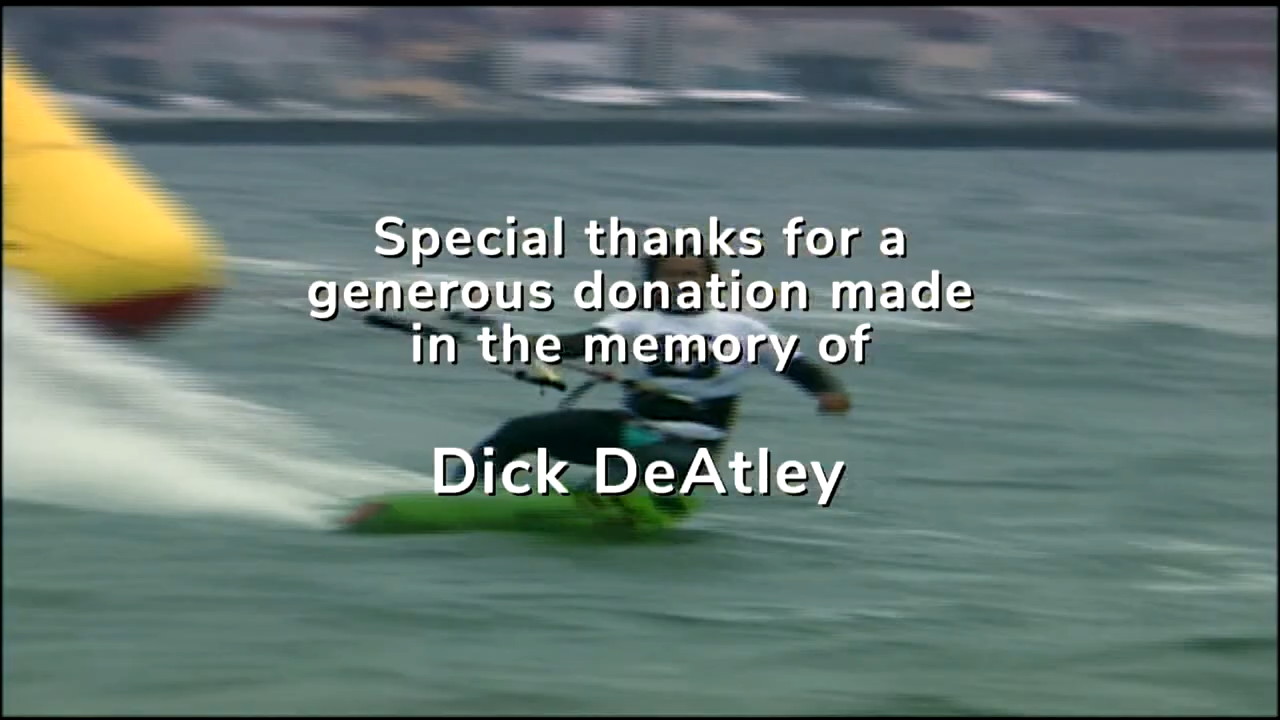 Special thanks for a
generous donation made
in the memory of
Dick DeAtley